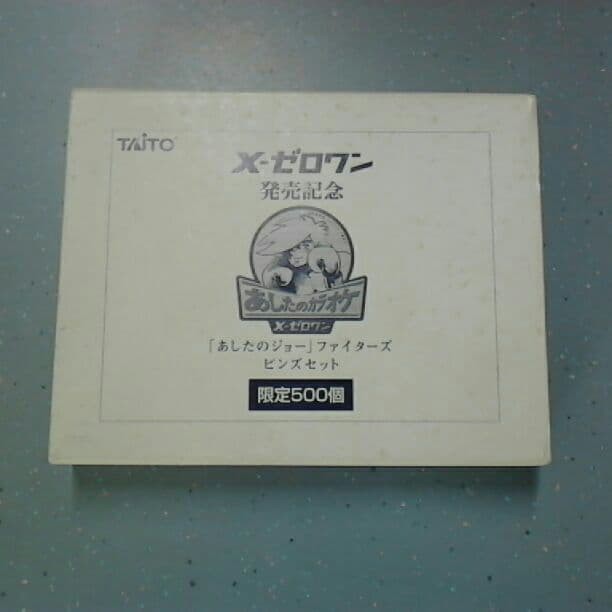 TAITO
X-ゼロワン
発売記念
あしたのカラオケ
X-ゼロワン
「あしたのジョー」ファイターズ
ピンズセット
限定500個